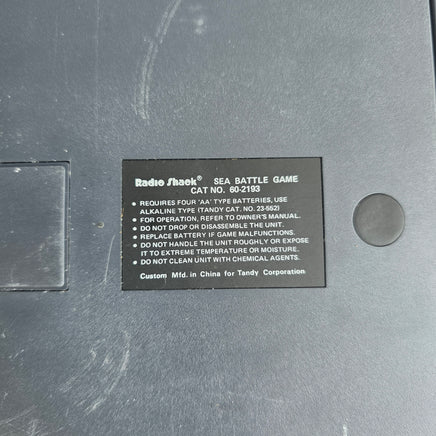 Radio Shack® SEA BATTLE GAME
CAT NO. 60-2193
• REQUIRES FOUR 'AA' TYPE BATTERIES, USE
ALKALINE TYPE (TANDY CAT. NO. 23-552)
• FOR OPERATION, REFER TO OWNER'S MANUAL.
• DO NOT DROP OR DISASSEMBLE THE UNIT.
• REPLACE BATTERY IF GAME MALFUNCTIONS.
• DO NOT HANDLE THE UNIT ROUGHLY OR EXPOSE
IT TO EXTREME TEMPERATURE OR MOISTURE.
• DO NOT CLEAN UNIT WITH CHEMICAL AGENTS.
Custom Mfd. in China for Tandy Corporation